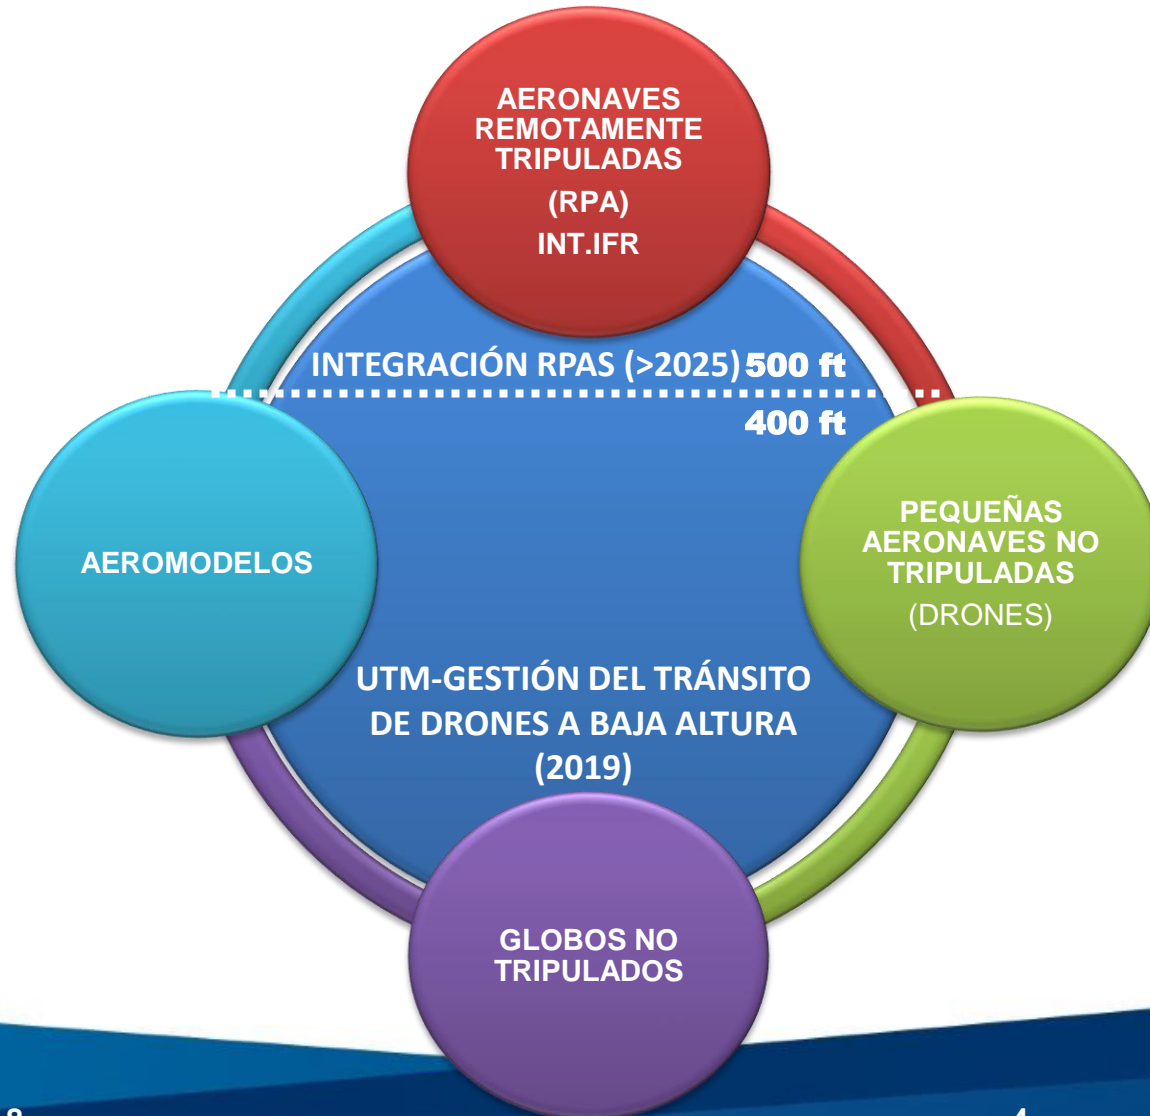 AERONAVES
REMOTAMENTE
TRIPULADAS
(RPA)
INT.IFR
INTEGRACIÓN RPAS (>2025) 500 ft
400 ft
AEROMODELOS
PEQUEÑAS
AERONAVES NO
TRIPULADAS
(DRONES)
UTM-GESTIÓN DEL TRÁNSITO
DE DRONES A BAJA ALTURA
(2019)
GLOBOS NO
TRIPULADOS